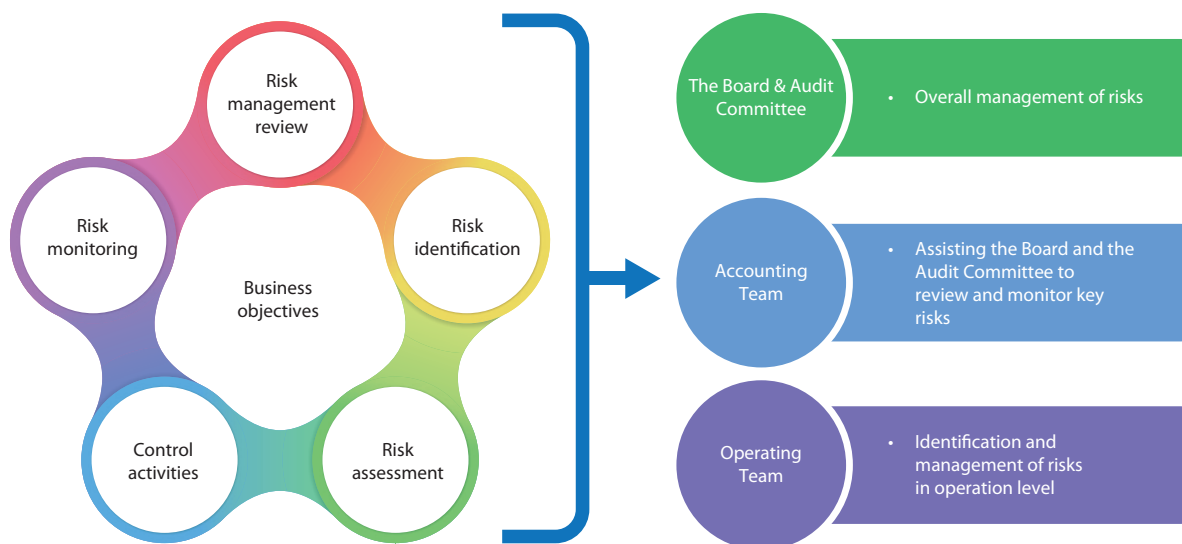 Risk
management
review
Risk
identification
Risk
assessment
Control
activities
Risk
monitoring
Business
objectives
The Board & Audit
Committee
• Overall management of risks
Accounting
Team
• Assisting the Board and the
Audit Committee to
review and monitor key
risks
Operating
Team
• Identification and
management of risks
in operation level